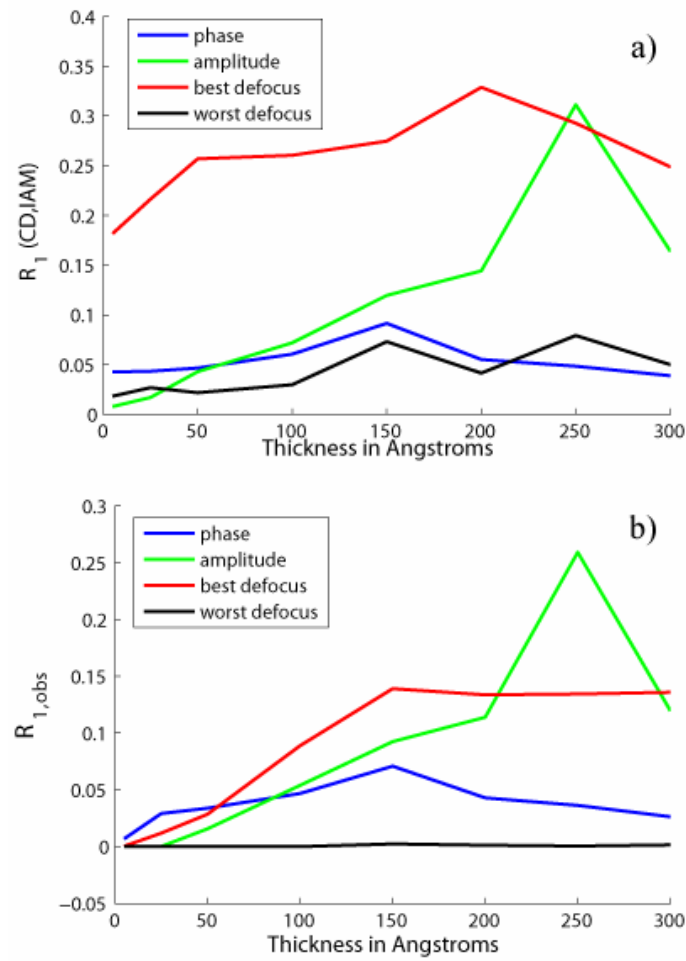 0.4
0.35
0.3
0.25
0.2
0.15
0.1
0.05
0
R 1 (CD,IAM)
phase
amplitude
best defocus
worst defocus
a)
0 50 100 150 200 250 300
Thickness in Angstroms
0.3
0.25
0.2
0.15
0.1
0.05
0
−0.05
R 1,obs
phase
amplitude
best defocus
worst defocus
b)
0 50 100 150 200 250 300
Thickness in Angstroms